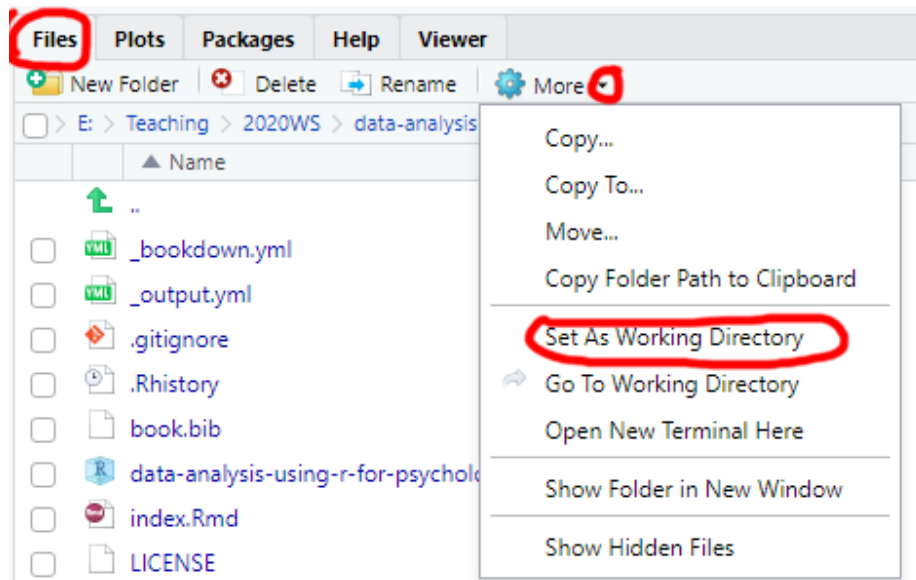 Files Plots Packages Help Viewer
New Folder Delete Rename More
E: > Teaching > 2020WS > data-analysis
Name
..
_bookdown.yml
_output.yml
.gitignore
.Rhistory
book.bib
data-analysis-using-r-for-psycholo
index.Rmd
LICENSE
Copy...
Copy To...
Move...
Copy Folder Path to Clipboard
Set As Working Directory
Go To Working Directory
Open New Terminal Here
Show Folder in New Window
Show Hidden Files